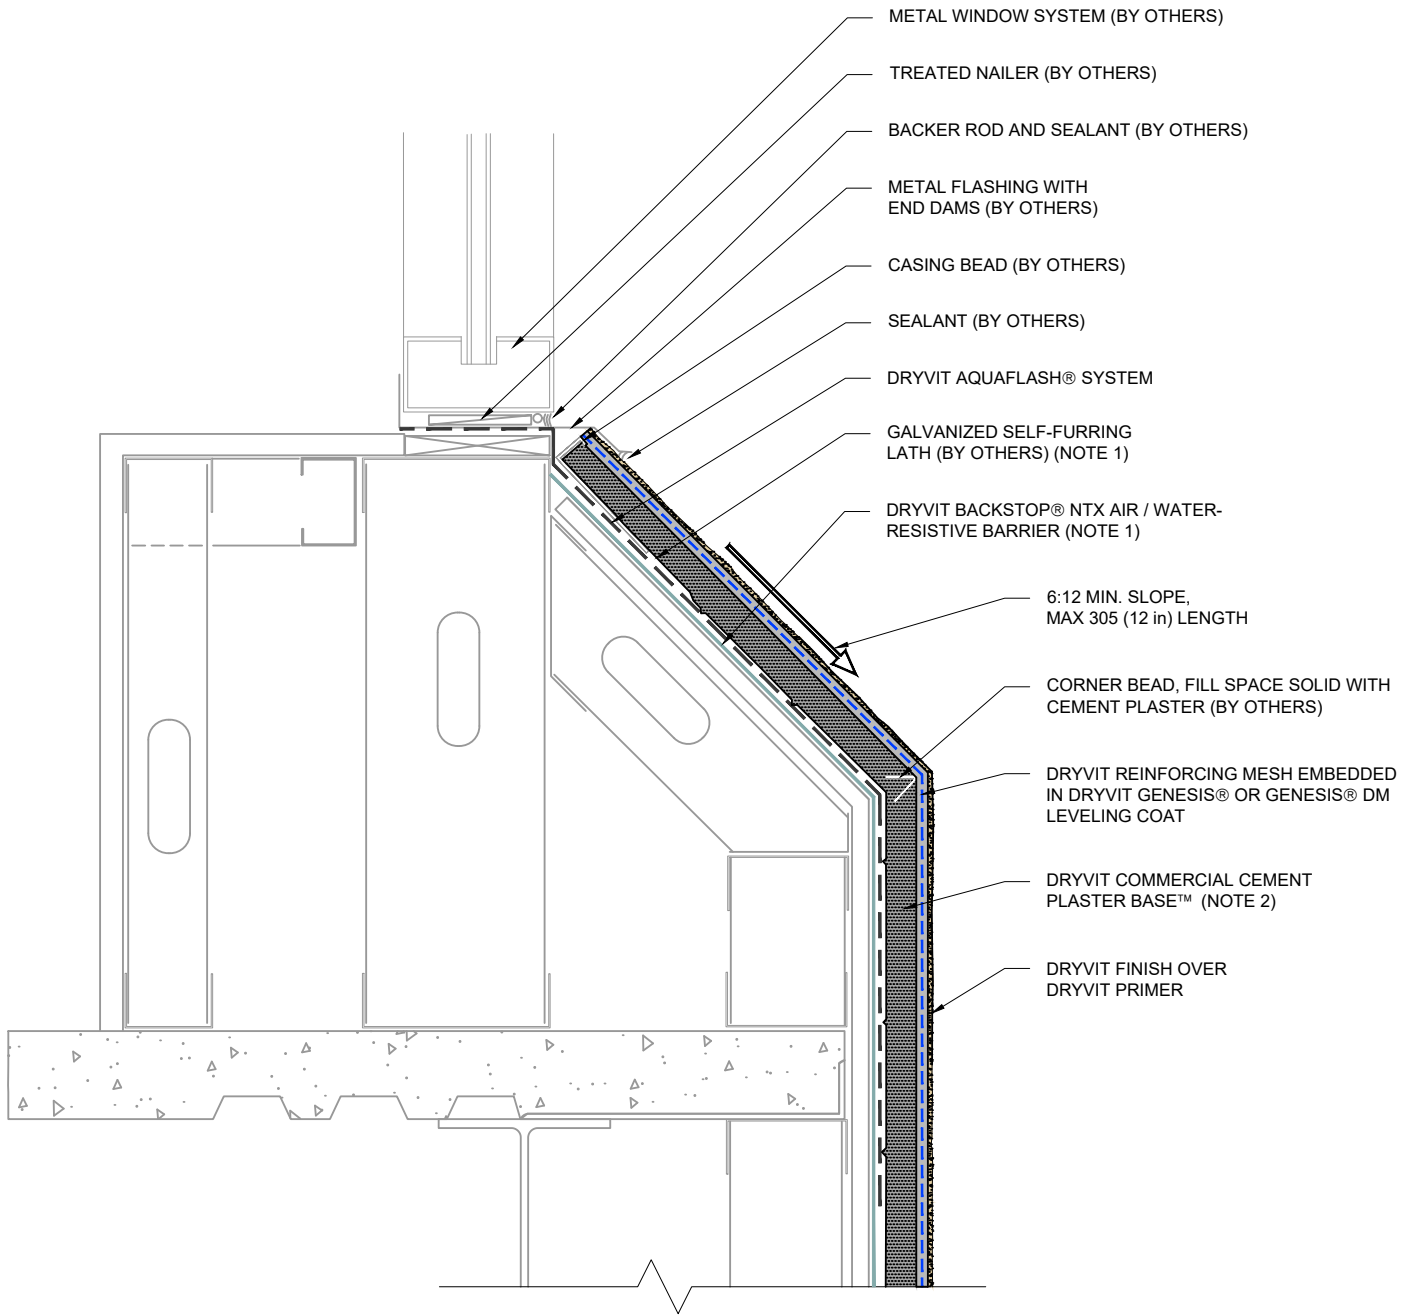 METAL WINDOW SYSTEM (BY OTHERS)
TREATED NAILER (BY OTHERS)
BACKER ROD AND SEALANT (BY OTHERS)
METAL FLASHING WITH
END DAMS (BY OTHERS)
CASING BEAD (BY OTHERS)
SEALANT (BY OTHERS)
DRYVIT AQUAFLASH® SYSTEM
GALVANIZED SELF-FURRING
LATH (BY OTHERS) (NOTE 1)
DRYVIT BACKSTOP® NTX AIR / WATER-
RESISTIVE BARRIER (NOTE 1)
6:12 MIN. SLOPE,
MAX 305 (12 in) LENGTH
CORNER BEAD, FILL SPACE SOLID WITH
CEMENT PLASTER (BY OTHERS)
DRYVIT REINFORCING MESH EMBEDDED
IN DRYVIT GENESIS® OR GENESIS® DM
LEVELING COAT
DRYVIT COMMERCIAL CEMENT
PLASTER BASE™ (NOTE 2)
DRYVIT FINISH OVER
DRYVIT PRIMER